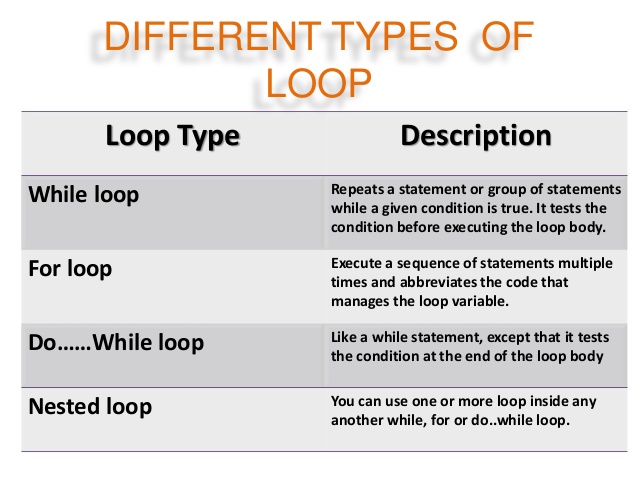 DIFFERENT TYPES OF
LOOP
Loop Type
Description
While loop
Repeats a statement or group of statements
while a given condition is true. It tests the
condition before executing the loop body.
For loop
Execute a sequence of statements multiple
times and abbreviates the code that
manages the loop variable.
Do……While loop
Like a while statement, except that it tests
the condition at the end of the loop body
Nested loop
You can use one or more loop inside any
another while, for or do..while loop.